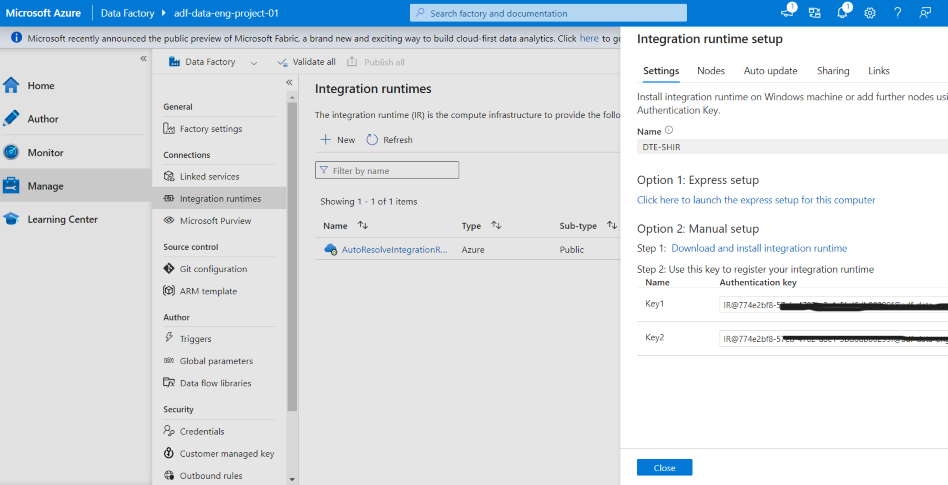 Microsoft Azure
Data Factory
adf-data-eng-project-01
Search factory and documentation
1
1
Microsoft recently announced the public preview of Microsoft Fabric, a brand new and exciting way to build cloud-first data analytics. Click here to g
Home
Author
Monitor
Manage
Learning Center
Data Factory
Validate all
Publish all
General
Factory settings
Connections
Linked services
Integration runtimes
Microsoft Purview
Source control
Git configuration
ARM template
Author
Triggers
Global parameters
Data flow libraries
Security
Credentials
Customer managed key
Outbound rules
Integration runtimes
The integration runtime (IR) is the compute infrastructure to provide the follo
New
Refresh
Filter by name
Showing 1 - 1 of 1 items
Name
Type
Sub-type
AutoResolveIntegrationR...
Azure
Public
Integration runtime setup
Settings
Nodes
Auto update
Sharing
Links
Install integration runtime on Windows machine or add further nodes usi
Authentication Key.
Name
DTE-SHIR
Option 1: Express setup
Click here to launch the express setup for this computer
Option 2: Manual setup
Step 1: Download and install integration runtime
Step 2: Use this key to register your integration runtime
Name
Authentication key
Key1
IR@774e2bf8-5
Key2
IR@774e2bf8-5
Close